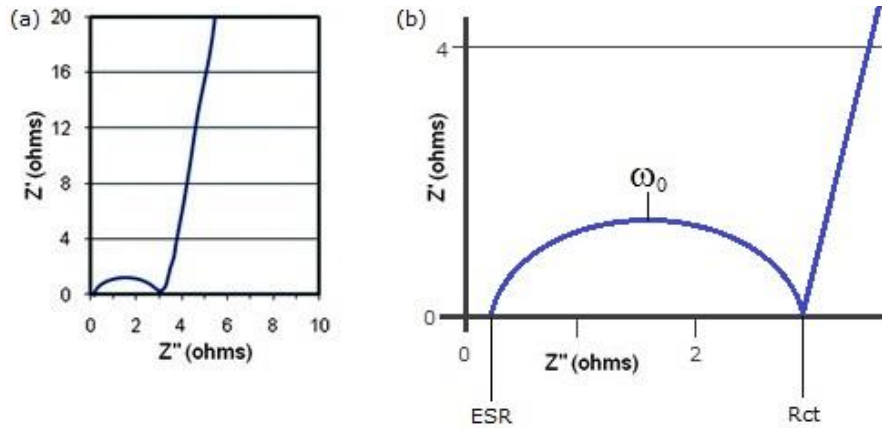 (a)
20
16
12
8
4
0
Z' (ohms)
0 2 4 6 8 10
Z" (ohms)
(b)
4
0
Z' (ohms)
ω0
0 2
Z" (ohms)
ESR
Rct